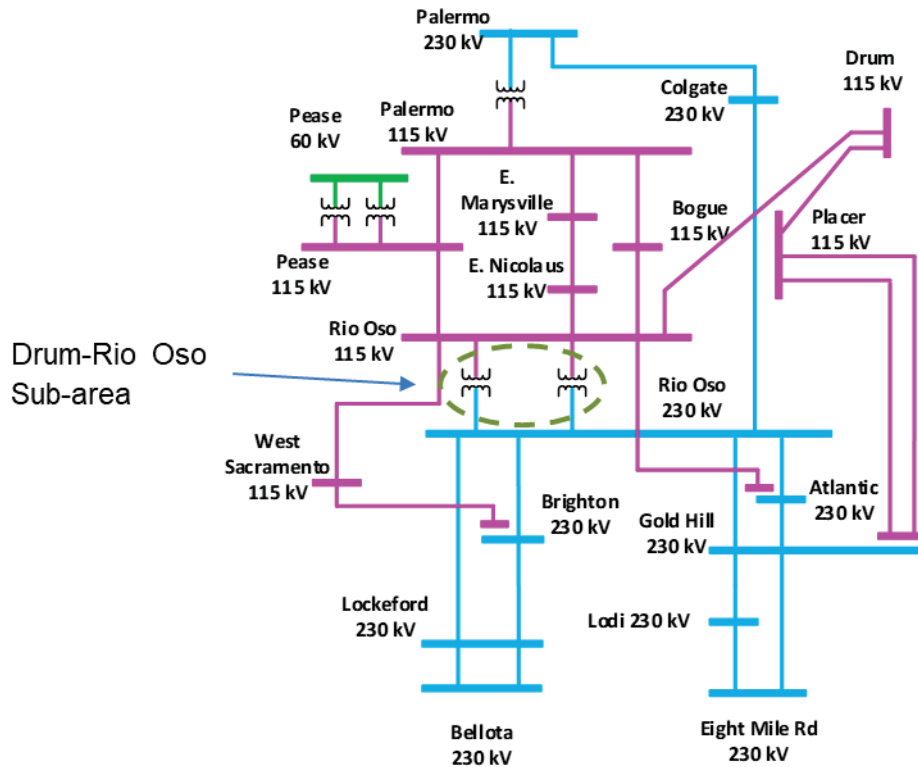 Palermo
230 kV
Drum
115 kV
Colgate
230 kV
Pease
60 kV
Palermo
115 kV
E.
Marysville
115 kV
Bogue
115 kV
Placer
115 kV
Pease
115 kV
E. Nicolaus
115 kV
Rio Oso
115 kV
Drum-Rio Oso
Sub-area
Rio Oso
230 kV
West
Sacramento
115 kV
Brighton
230 kV
Atlantic
230 kV
Gold Hill
230 kV
Lockeford
230 kV
Lodi 230 kV
Bellota
230 kV
Eight Mile Rd
230 kV